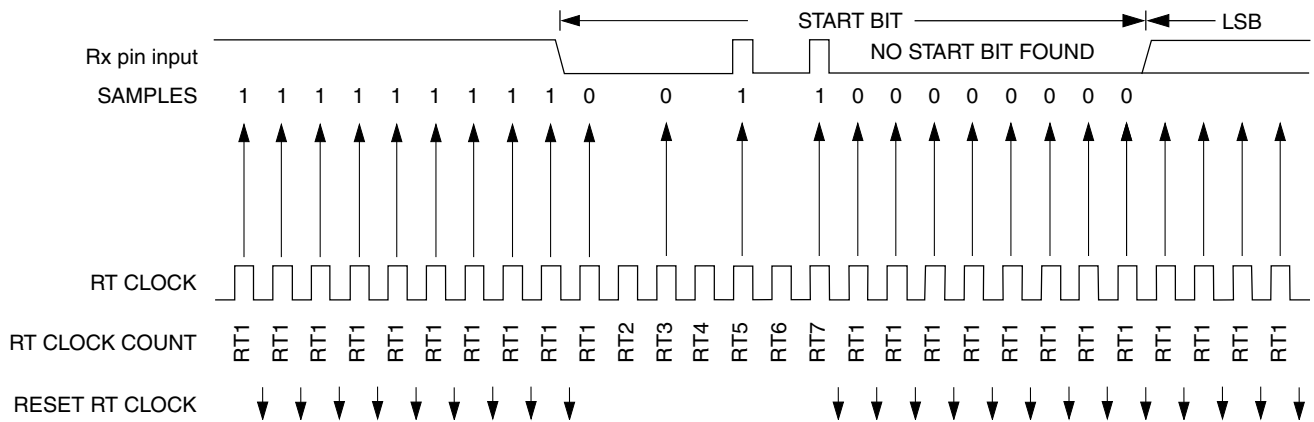 START BIT LSB
Rx pin input NO START BIT FOUND
SAMPLES 1 1 1 1 1 1 1 1 1 0 0 1 1 0 0 0 0 0 0 0 0
RT CLOCK
RT CLOCK COUNT RT1 RT1 RT1 RT1 RT1 RT1 RT1 RT1 RT1 RT1 RT2 RT3 RT4 RT5 RT6 RT7 RT1 RT1 RT1 RT1 RT1 RT1 RT1 RT1 RT1 RT1 RT1 RT1
RESET RT CLOCK